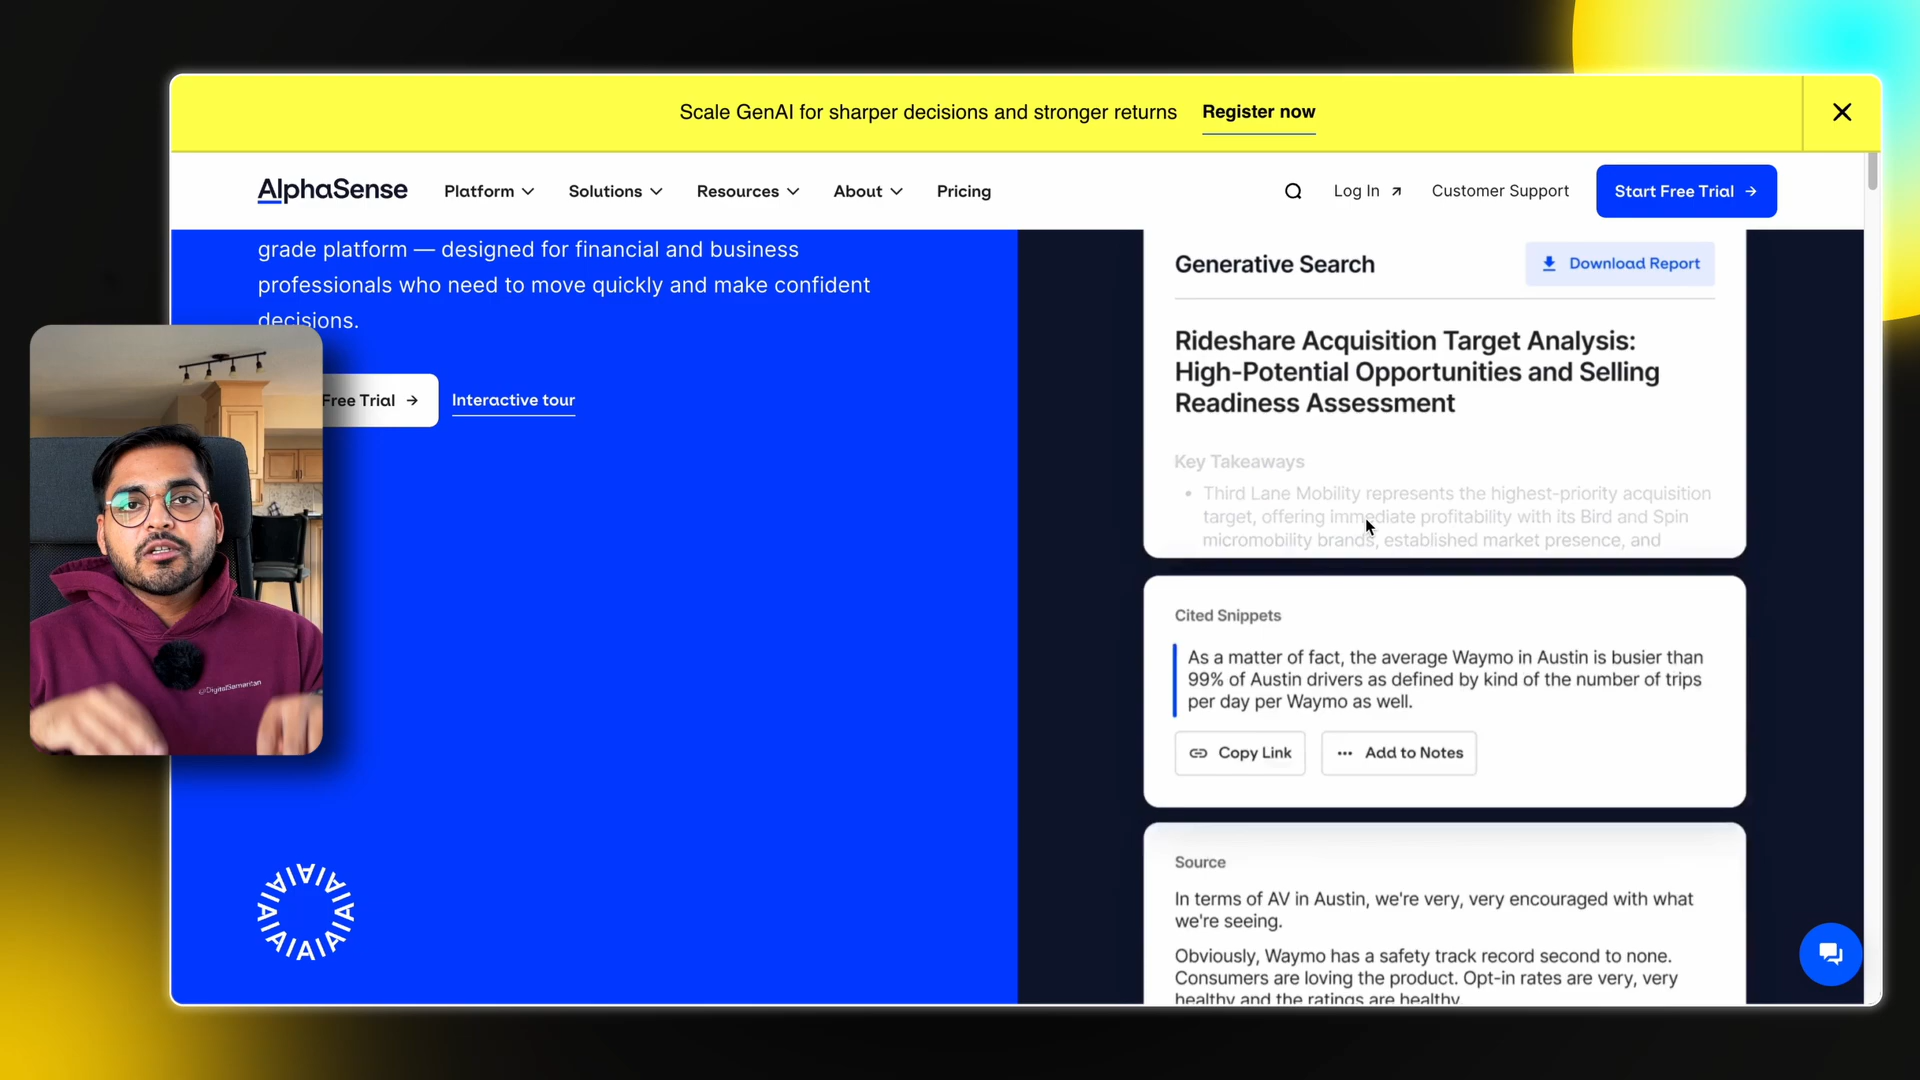 Scale GenAI for sharper decisions and stronger returns Register now
AlphaSense Platform Solutions Resources About Pricing Log In Customer Support Start Free Trial
grade platform — designed for financial and business
professionals who need to move quickly and make confident
decisions.
Free Trial Interactive tour
Generative Search Download Report
Rideshare Acquisition Target Analysis:
High-Potential Opportunities and Selling
Readiness Assessment
Key Takeaways
• Third Lane Mobility represents the highest-priority acquisition
target, offering immediate profitability with its Bird and Spin
micromobility brands, established market presence, and
Cited Snippets
As a matter of fact, the average Waymo in Austin is busier than
99% of Austin drivers as defined by kind of the number of trips
per day per Waymo as well.
Copy Link ••• Add to Notes
Source
In terms of AV in Austin, we're very, very encouraged with what
we're seeing.
Obviously, Waymo has a safety track record second to none.
Consumers are loving the product. Opt-in rates are very, very
healthy and the ratings are healthy.
DigitalSamaritan
AIAIAIAIAIAI